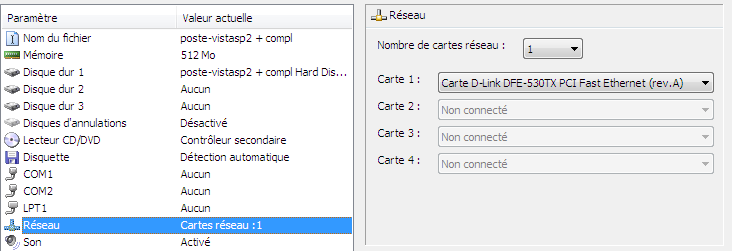 Paramètre Valeur actuelle
Nom du fichier poste-vistasp2 + compl
Mémoire 512 Mo
Disque dur 1 poste-vistasp2 + compl Hard Dis...
Disque dur 2 Aucun
Disque dur 3 Aucun
Disques d'annulations Désactivé
Lecteur CD/DVD Contrôleur secondaire
Disquette Détection automatique
COM1 Aucun
COM2 Aucun
LPT1 Aucun
Réseau Cartes réseau :1
Son Activé
Réseau
Nombre de cartes réseau : 1
Carte 1 : Carte D-Link DFE-530TX PCI Fast Ethernet (rev.A)
Carte 2 : Non connecté
Carte 3 : Non connecté
Carte 4 : Non connecté